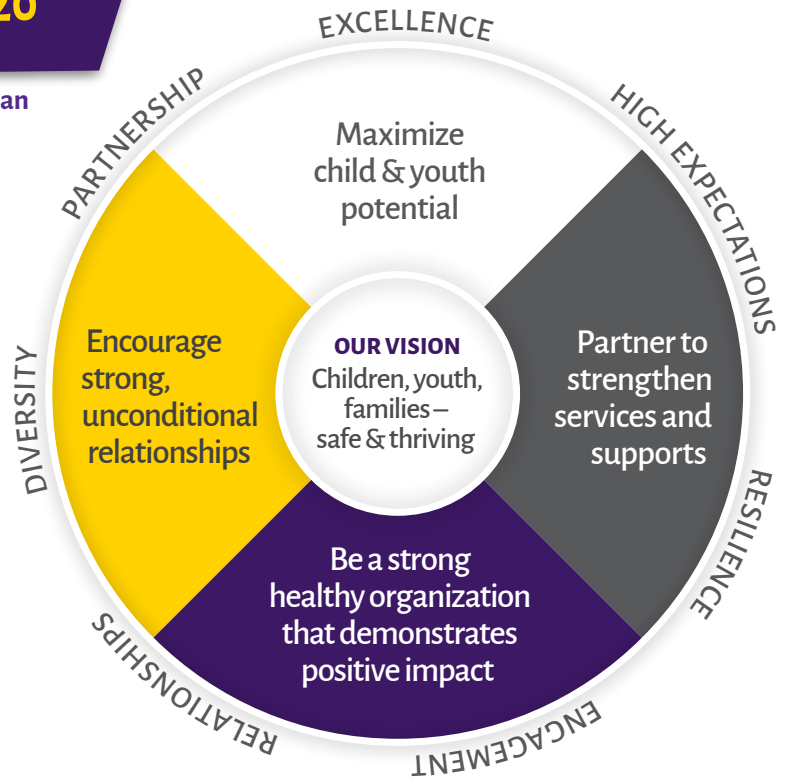 20
an
EXCELLENCE
HIGH EXPECTATIONS
RESILIENCE
ENGAGEMENT
RELATIONSHIPS
DIVERSITY
PARTNERSHIP
Maximize
child & youth
potential
Partner to
strengthen
services and
supports
Be a strong
healthy organization
that demonstrates
positive impact
Encourage
strong,
unconditional
relationships
OUR VISION
Children, youth,
families –
safe & thriving